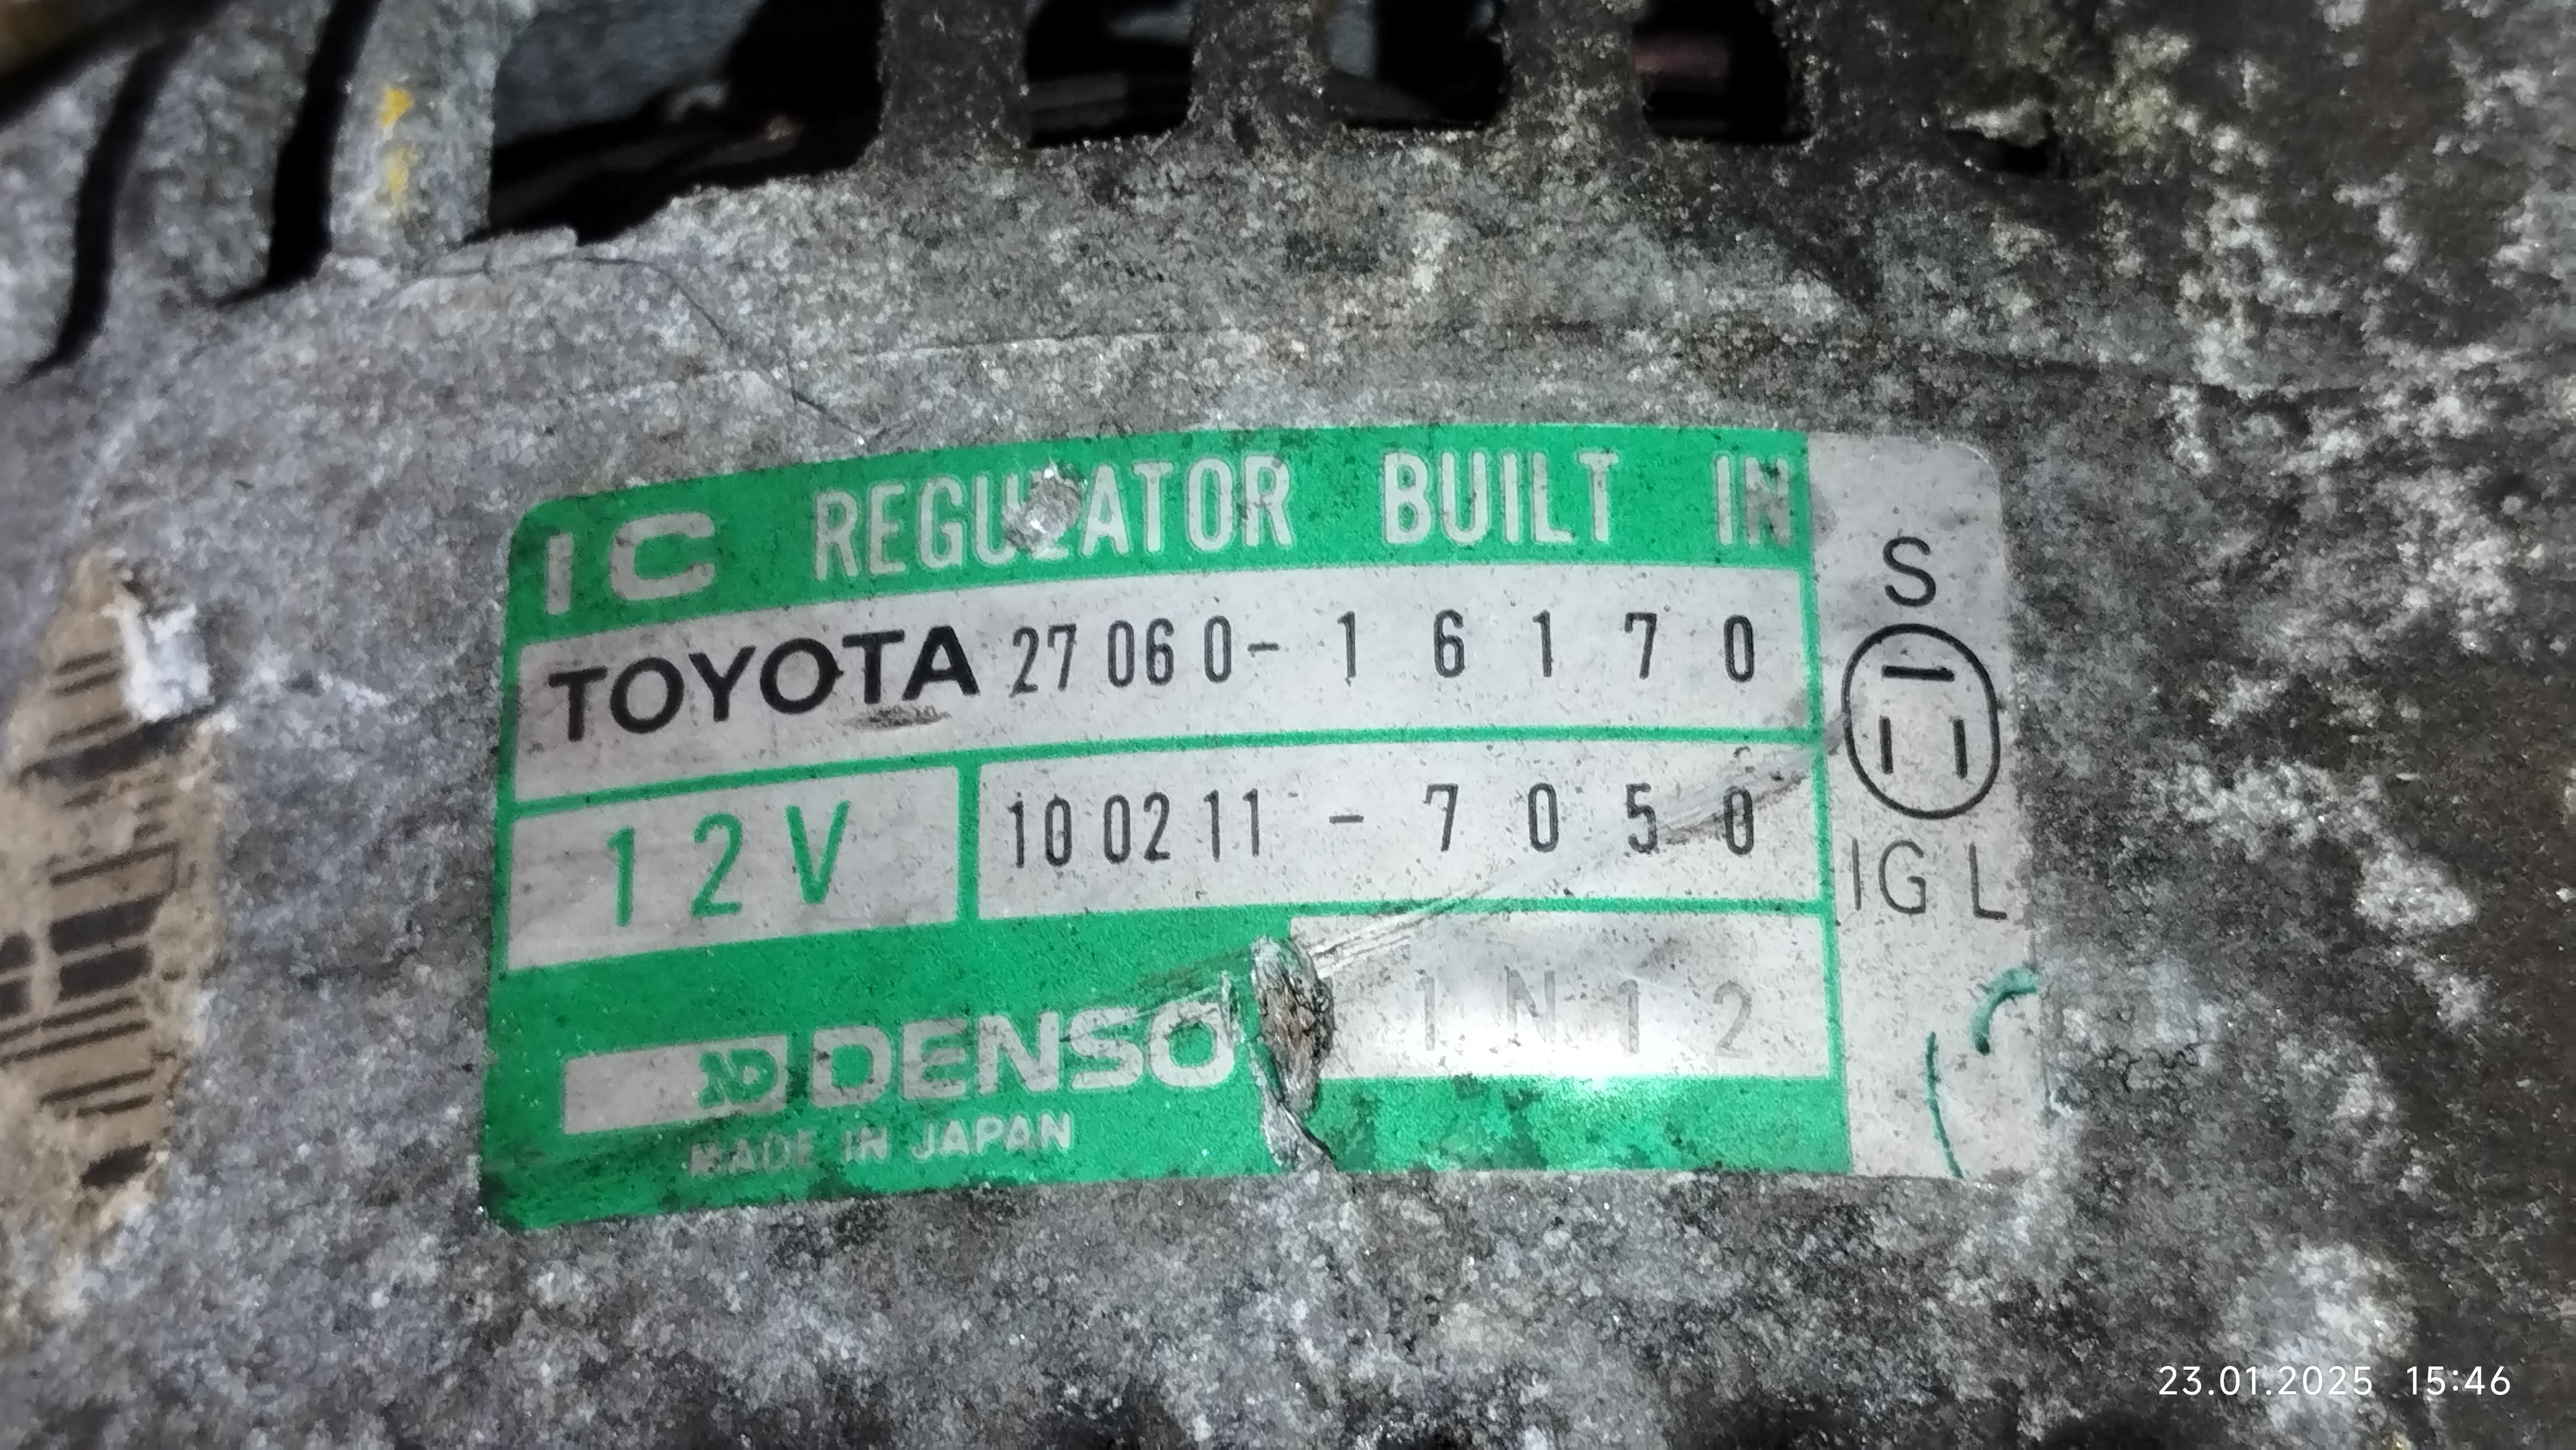 IC REGULATOR BUILT IN
TOYOTA 27060-16170
12V 100211-7050
S
IG L
ND DENSO 1N12
MADE IN JAPAN
23.01.2025 15:46